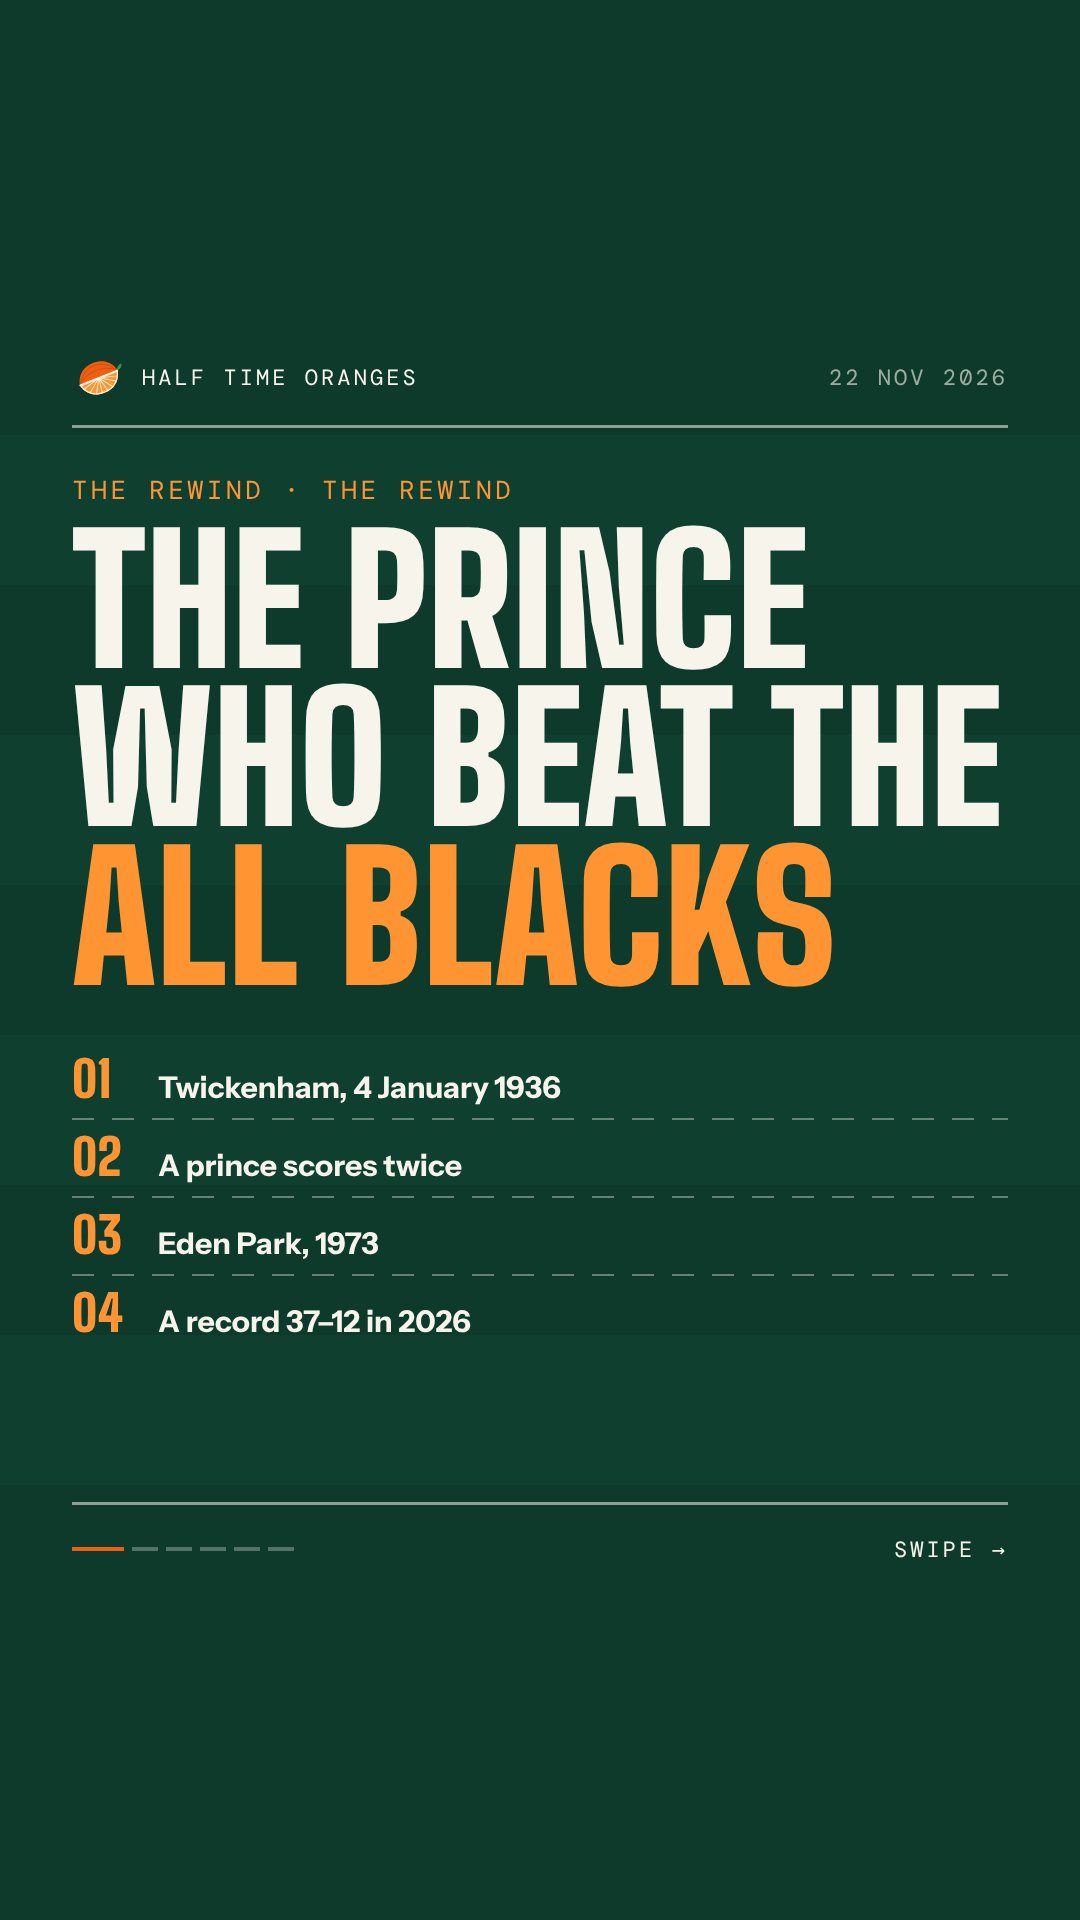 HALF TIME ORANGES
22 NOV 2026
THE REWIND · THE REWIND
THE PRINCE
WHO BEAT THE
ALL BLACKS
01 Twickenham, 4 January 1936
02 A prince scores twice
03 Eden Park, 1973
04 A record 37–12 in 2026
SWIPE →